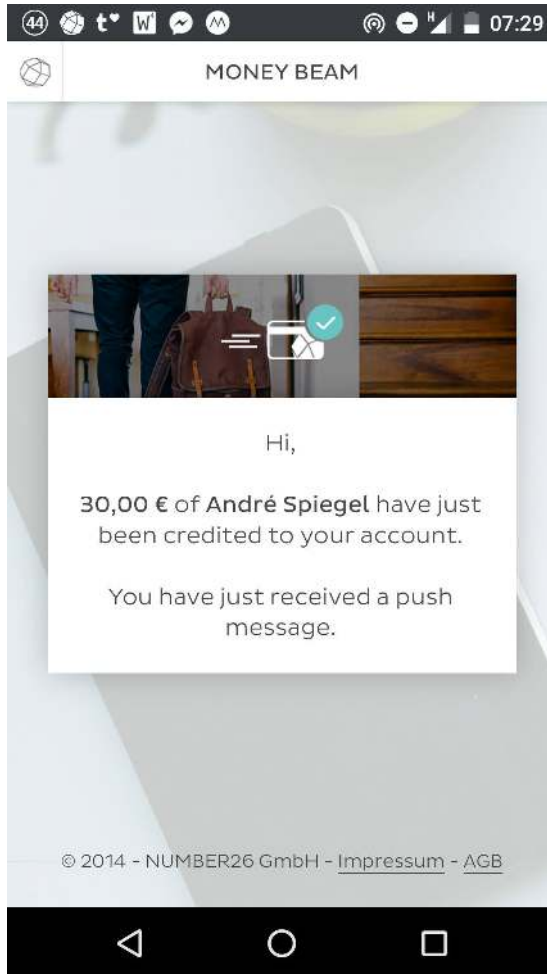 44 t W H 07:29
MONEY BEAM
Hi,
30,00 € of André Spiegel have just
been credited to your account.
You have just received a push
message.
© 2014 - NUMBER26 GmbH - Impressum - AGB